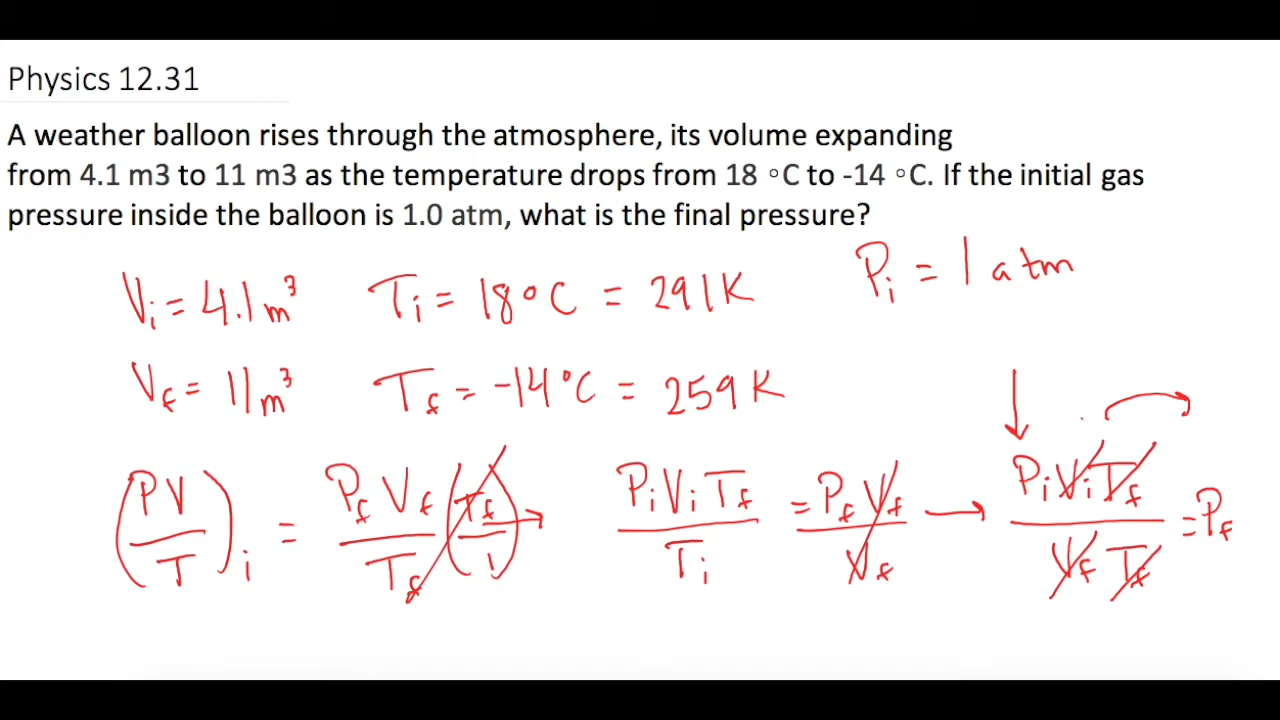 Physics 12.31
A weather balloon rises through the atmosphere, its volume expanding
from 4.1 m3 to 11 m3 as the temperature drops from 18 °C to -14 °C. If the initial gas
pressure inside the balloon is 1.0 atm, what is the final pressure?
Vi = 4.1 m³ Ti = 18°C = 291K Pi = 1 atm
Vf = 11 m³ Tf = -14°C = 259K
(PV/T)i = PfVf/Tf (Tf/1) → PiViTf/Ti = PfVf/Vf → PiViTf/VfTf = Pf